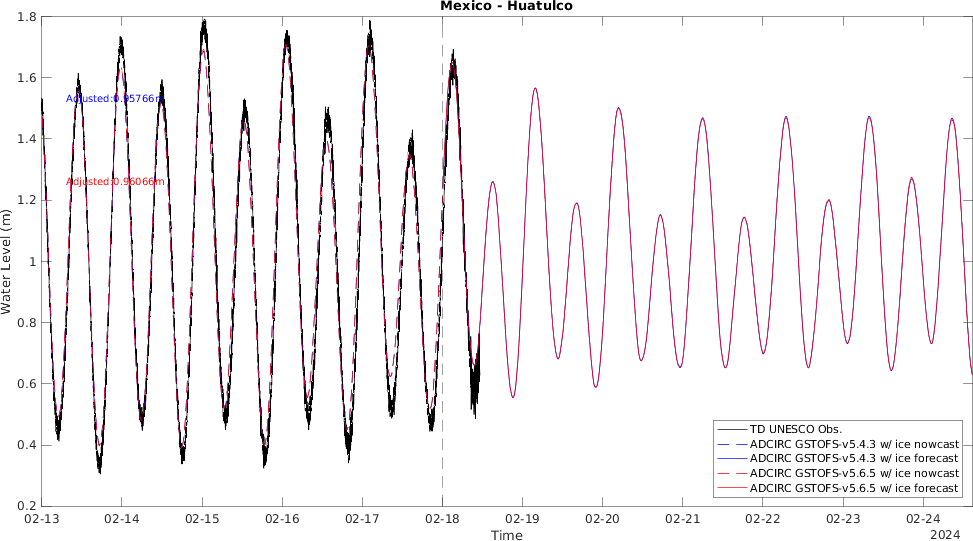 Mexico - Huatulco
1.8
1.6
1.4
1.2
1
0.8
0.6
0.4
0.2
Water Level (m)
Adjusted:0.95766m
Adjusted:0.96066m
TD UNESCO Obs.
ADCIRC GSTOFS-v5.4.3 w/ ice nowcast
ADCIRC GSTOFS-v5.4.3 w/ ice forecast
ADCIRC GSTOFS-v5.6.5 w/ ice nowcast
ADCIRC GSTOFS-v5.6.5 w/ ice forecast
02-13 02-14 02-15 02-16 02-17 02-18 02-19 02-20 02-21 02-22 02-23 02-24
Time
2024